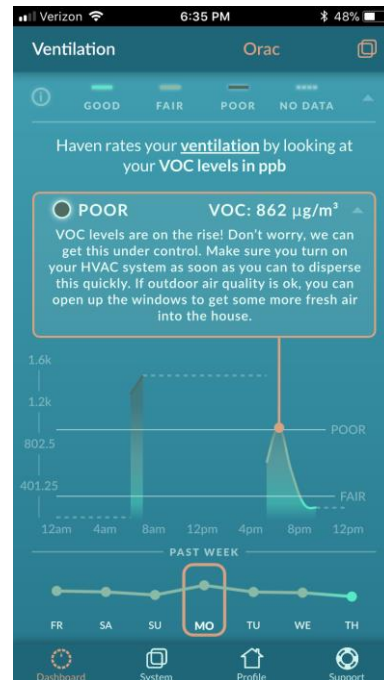 Verizon 6:35 PM 48%
Ventilation Orac
GOOD FAIR POOR NO DATA
Haven rates your ventilation by looking at
your VOC levels in ppb
POOR VOC: 862 µg/m³
VOC levels are on the rise! Don't worry, we can
get this under control. Make sure you turn on
your HVAC system as soon as you can to disperse
this quickly. If outdoor air quality is ok, you can
open up the windows to get some more fresh air
into the house.
1.6k
1.2k
POOR
802.5
401.25
FAIR
12am 4am 8am 12pm 4pm 8pm 12pm
PAST WEEK
FR SA SU MO TU WE TH
Dashboard System Profile Support